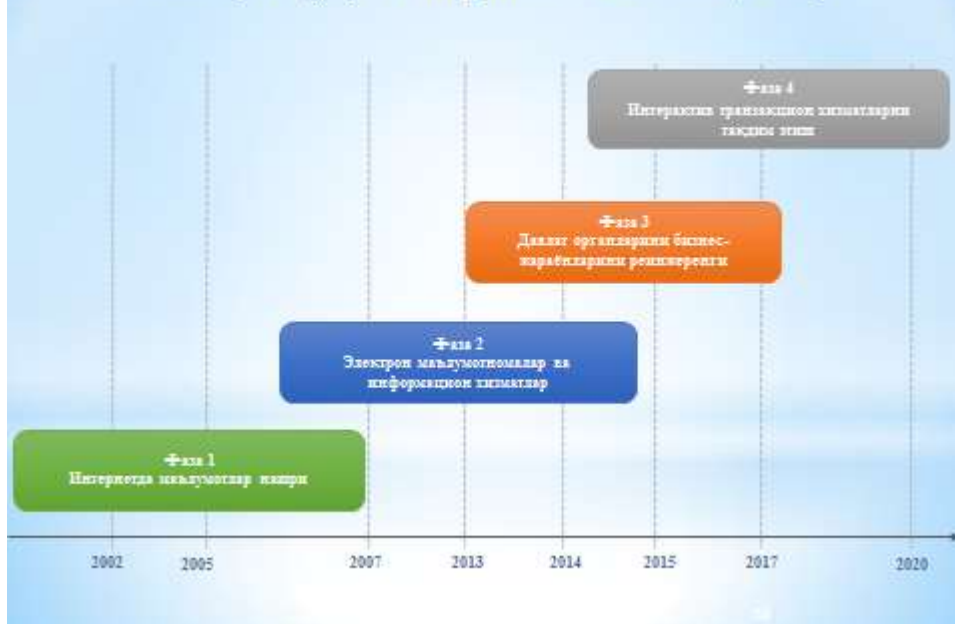 Фаза 4
Интерактив транзакцион хизматларни
тақдим этиш
Фаза 3
Давлат органларини бизнес-
жараёнларини реинжеренги
Фаза 2
Электрон маълумотномалар ва
информацион хизматлар
Фаза 1
Интернетда маълумотлар нашри
2002 2005 2007 2013 2014 2015 2017 2020